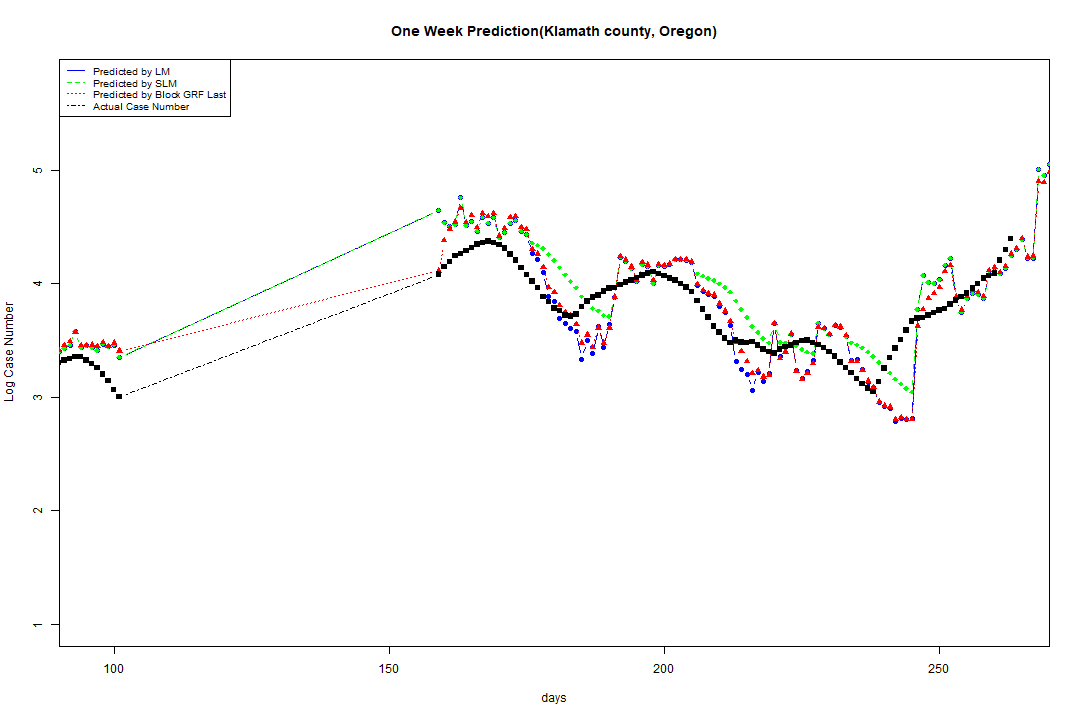 One Week Prediction(Klamath county, Oregon)
Predicted by LM
Predicted by SLM
Predicted by Block GRF Last
Actual Case Number
5
4
3
2
1
Log Case Number
100 150 200 250
days